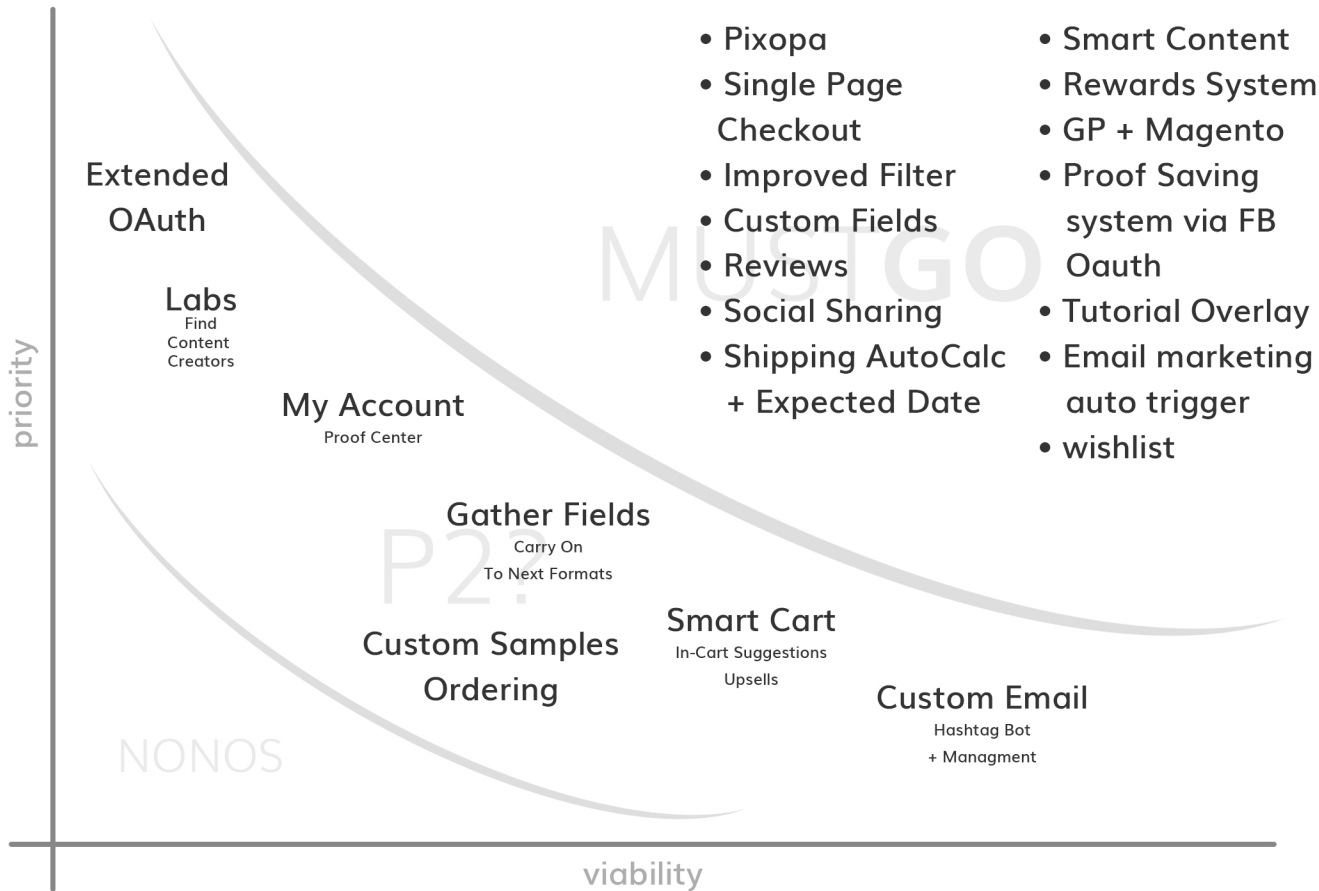 • Pixopa
• Single Page
Checkout
• Improved Filter
• Custom Fields
• Reviews
• Social Sharing
• Shipping AutoCalc
+ Expected Date
• Smart Content
• Rewards System
• GP + Magento
• Proof Saving
system via FB
Oauth
• Tutorial Overlay
• Email marketing
auto trigger
• wishlist
MUSTGO
Extended
OAuth
Labs
Find
Content
Creators
My Account
Proof Center
Gather Fields
Carry On
To Next Formats
P2?
Custom Samples
Ordering
Smart Cart
In-Cart Suggestions
Upsells
Custom Email
Hashtag Bot
+ Managment
NONOS
priority
viability